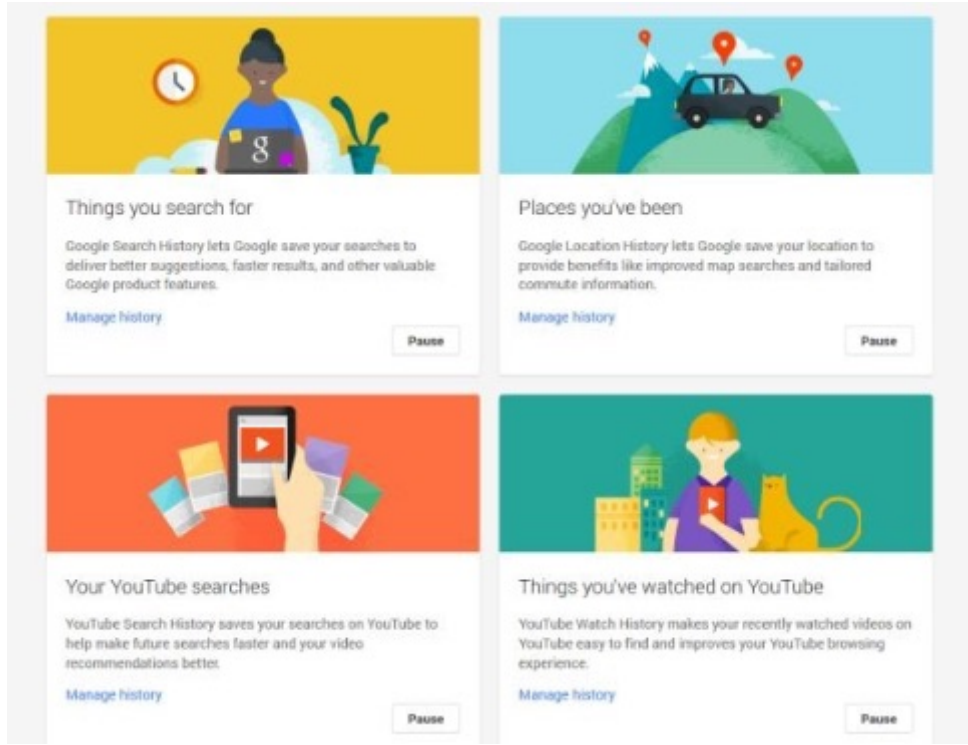 g
Things you search for
Google Search History lets Google save your searches to
deliver better suggestions, faster results, and other valuable
Google product features.
Manage history
Pause
Places you've been
Google Location History lets Google save your location to
provide benefits like improved map searches and tailored
commute information.
Manage history
Pause
Your YouTube searches
YouTube Search History saves your searches on YouTube to
help make future searches faster and your video
recommendations better.
Manage history
Pause
Things you've watched on YouTube
YouTube Watch History makes your recently watched videos on
YouTube easy to find and improves your YouTube browsing
experience.
Manage history
Pause